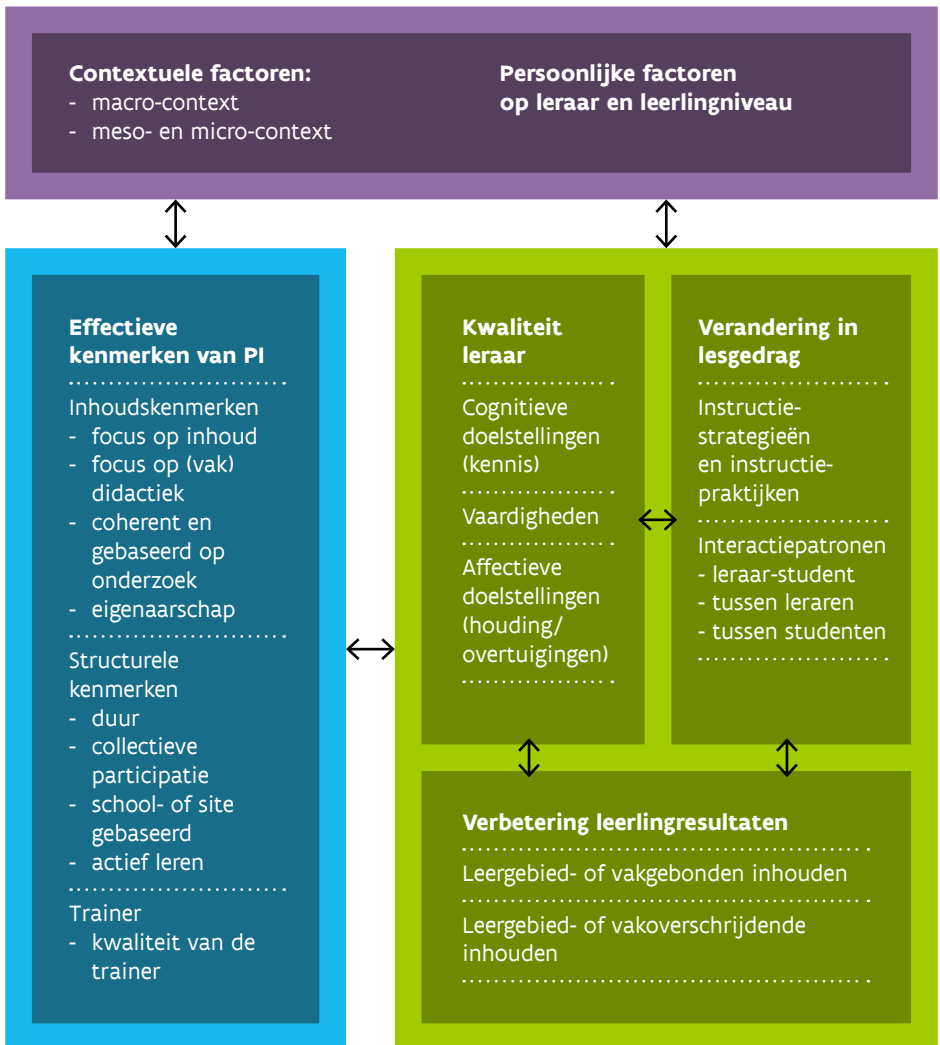 Contextuele factoren:
- macro-context
- meso- en micro-context
Persoonlijke factoren
op leraar en leerlingniveau
Effectieve
kenmerken van PI
Inhoudskenmerken
- focus op inhoud
- focus op (vak)
didactiek
- coherent en
gebaseerd op
onderzoek
- eigenaarschap
Structurele
kenmerken
- duur
- collectieve
participatie
- school- of site
gebaseerd
- actief leren
Trainer
- kwaliteit van de
trainer
Kwaliteit
leraar
Cognitieve
doelstellingen
(kennis)
Vaardigheden
Affectieve
doelstellingen
(houding/
overtuigingen)
Verandering in
lesgedrag
Instructie-
strategieën
en instructie-
praktijken
Interactiepatronen
- leraar-student
- tussen leraren
- tussen studenten
Verbetering leerlingresultaten
Leergebied- of vakgebonden inhouden
Leergebied- of vakoverschrijdende
inhouden